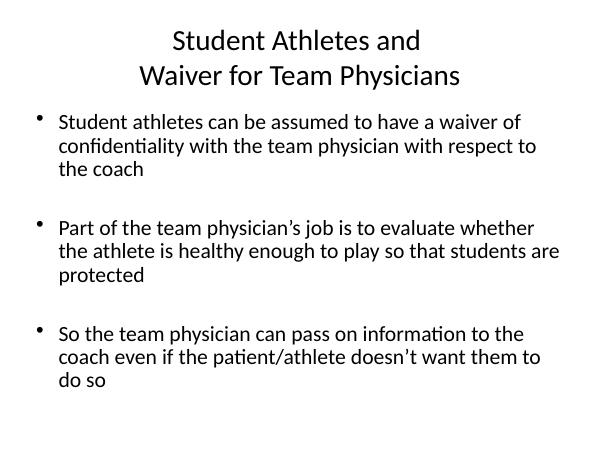 Student Athletes and
Waiver for Team Physicians
• Student athletes can be assumed to have a waiver of
confidentiality with the team physician with respect to
the coach
• Part of the team physician’s job is to evaluate whether
the athlete is healthy enough to play so that students are
protected
• So the team physician can pass on information to the
coach even if the patient/athlete doesn’t want them to
do so